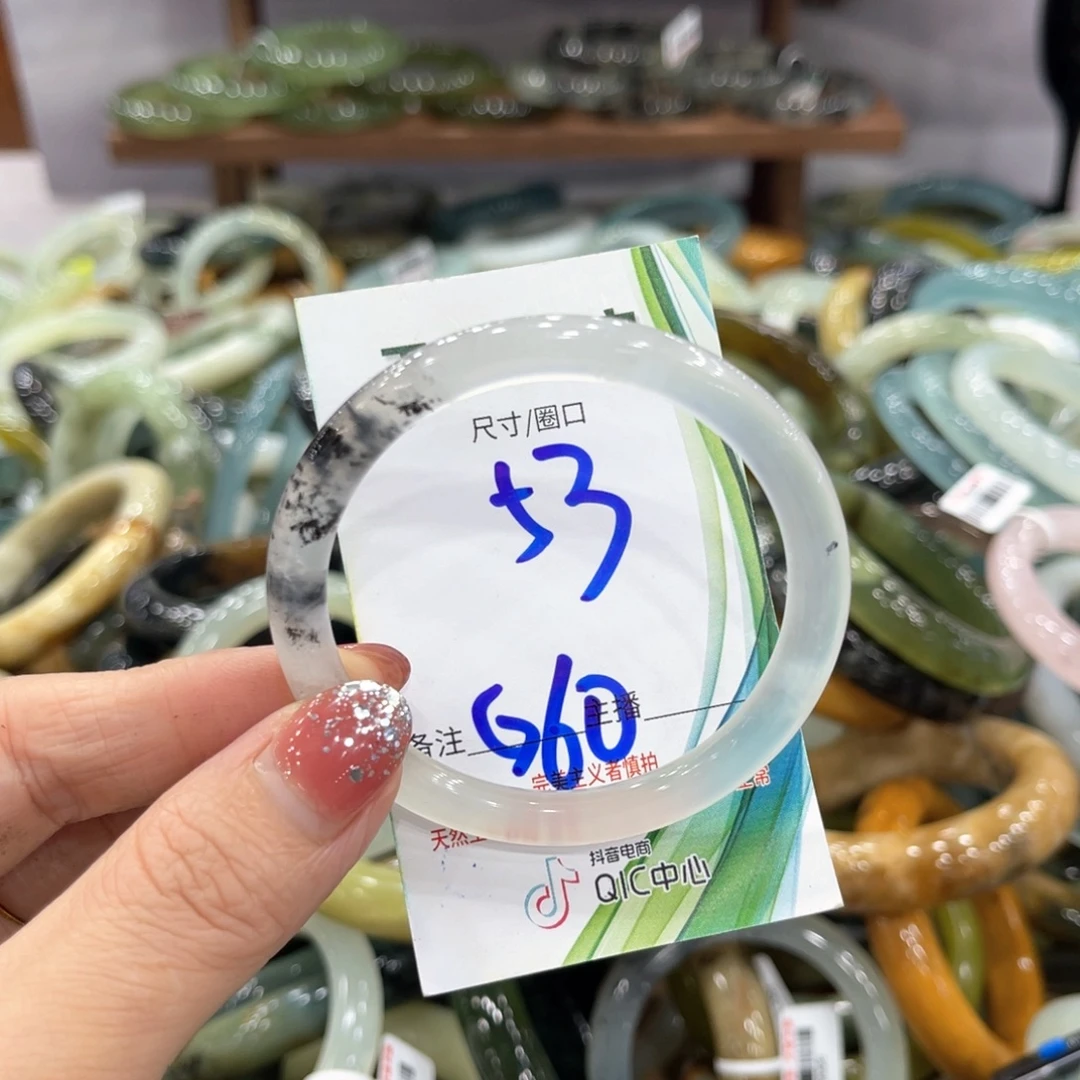 尺寸/圈口
53
G60
备注 主播
完美主义者慎拍
天然
抖音电商
QIC中心